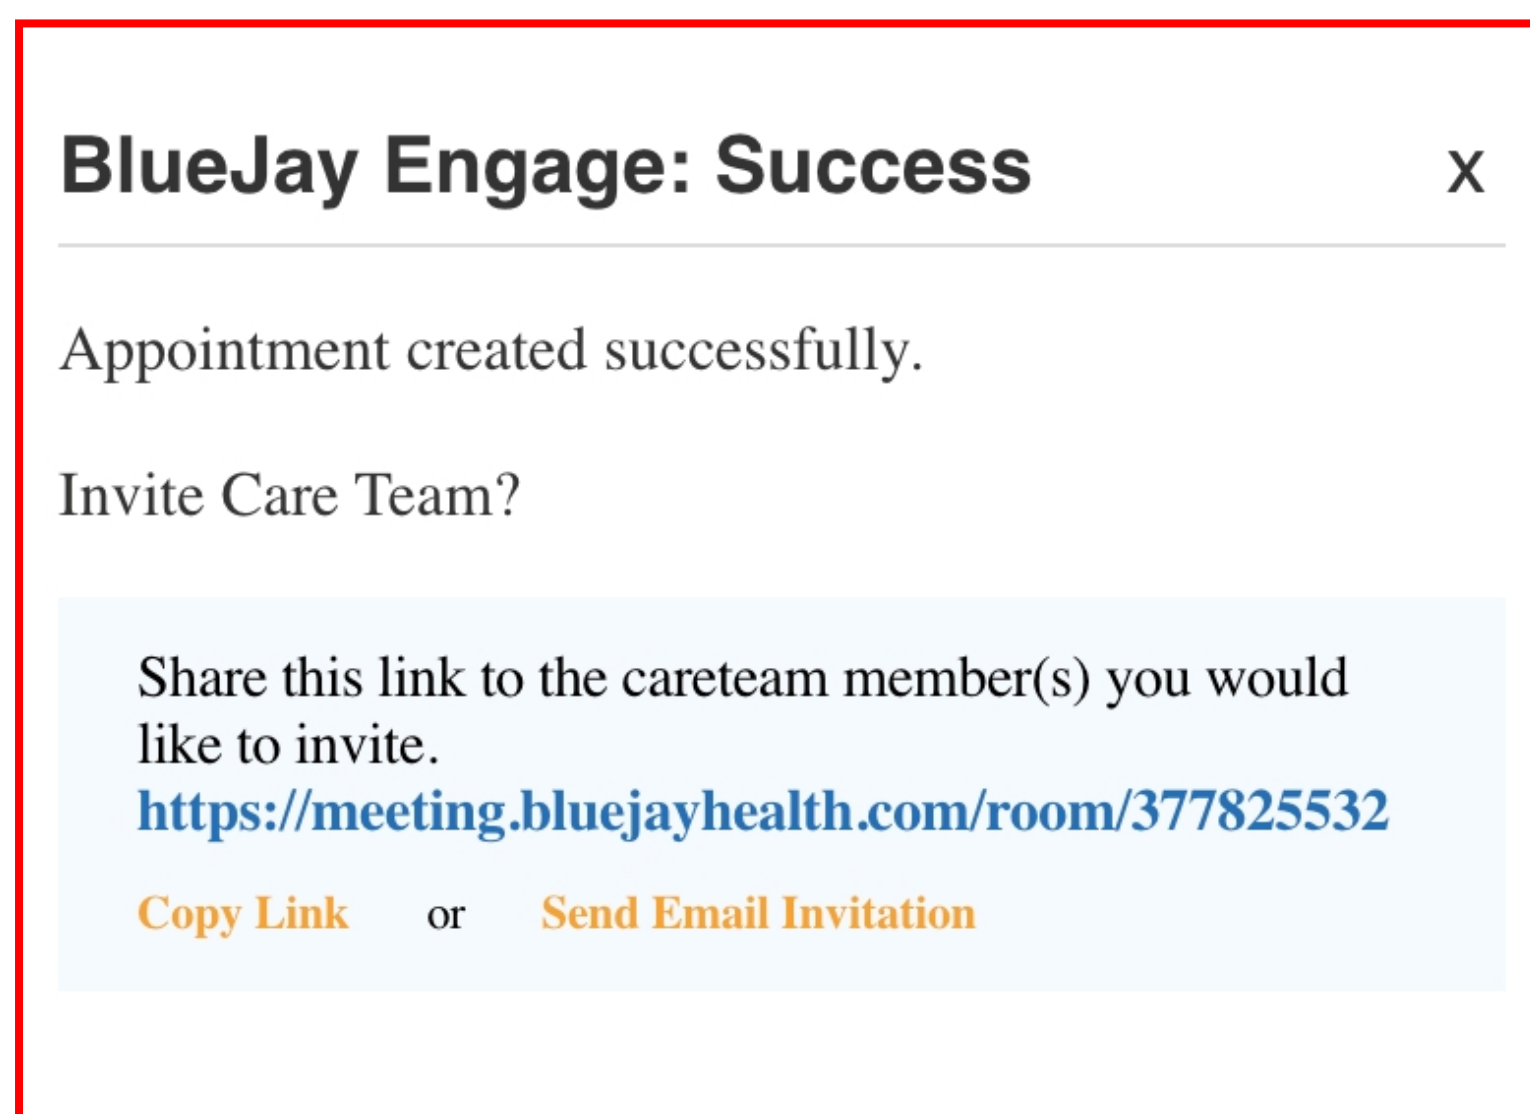 BlueJay Engage: Success X
Appointment created successfully.
Invite Care Team?
Share this link to the careteam member(s) you would
like to invite.
https://meeting.bluejayhealth.com/room/377825532
Copy Link or Send Email Invitation